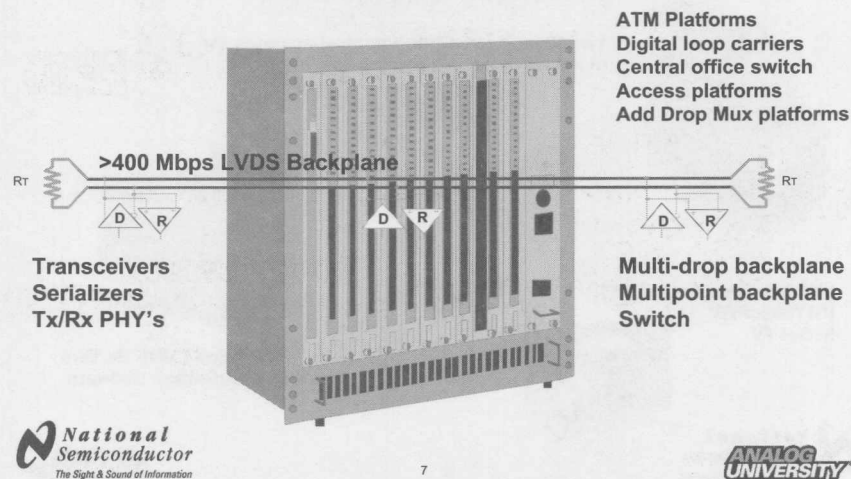 ATM Platforms
Digital loop carriers
Central office switch
Access platforms
Add Drop Mux platforms
>400 Mbps LVDS Backplane
RT
RT
D
R
D
R
D
R
Transceivers
Serializers
Tx/Rx PHY's
Multi-drop backplane
Multipoint backplane
Switch
National
Semiconductor
The Sight & Sound of Information
7
ANALOG
UNIVERSITY